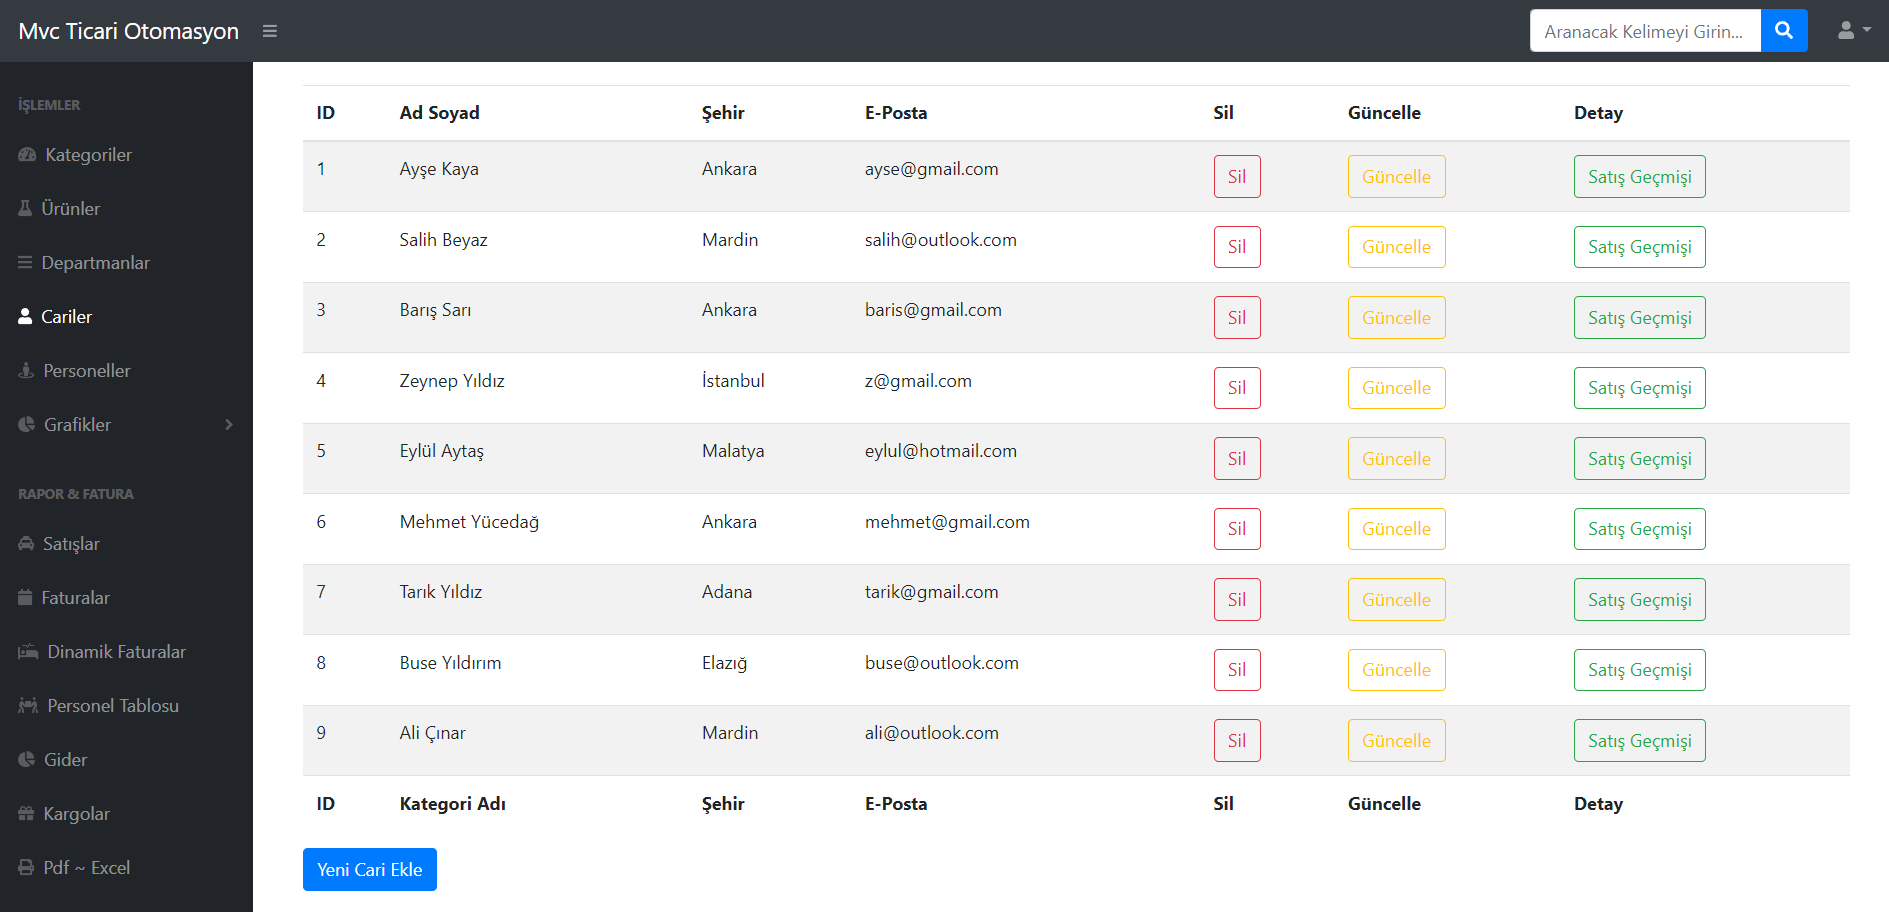 Mvc Ticari Otomasyon
Aranacak Kelimeyi Girin...
İŞLEMLER
Kategoriler
Ürünler
Departmanlar
Cariler
Personeller
Grafikler
RAPOR & FATURA
Satışlar
Faturalar
Dinamik Faturalar
Personel Tablosu
Gider
Kargolar
Pdf ~ Excel
ID Ad Soyad Şehir E-Posta Sil Güncelle Detay
1 Ayşe Kaya Ankara ayse@gmail.com Sil Güncelle Satış Geçmişi
2 Salih Beyaz Mardin salih@outlook.com Sil Güncelle Satış Geçmişi
3 Barış Sarı Ankara baris@gmail.com Sil Güncelle Satış Geçmişi
4 Zeynep Yıldız İstanbul z@gmail.com Sil Güncelle Satış Geçmişi
5 Eylül Aytaş Malatya eylul@hotmail.com Sil Güncelle Satış Geçmişi
6 Mehmet Yücedağ Ankara mehmet@gmail.com Sil Güncelle Satış Geçmişi
7 Tarık Yıldız Adana tarik@gmail.com Sil Güncelle Satış Geçmişi
8 Buse Yıldırım Elazığ buse@outlook.com Sil Güncelle Satış Geçmişi
9 Ali Çınar Mardin ali@outlook.com Sil Güncelle Satış Geçmişi
ID Kategori Adı Şehir E-Posta Sil Güncelle Detay
Yeni Cari Ekle